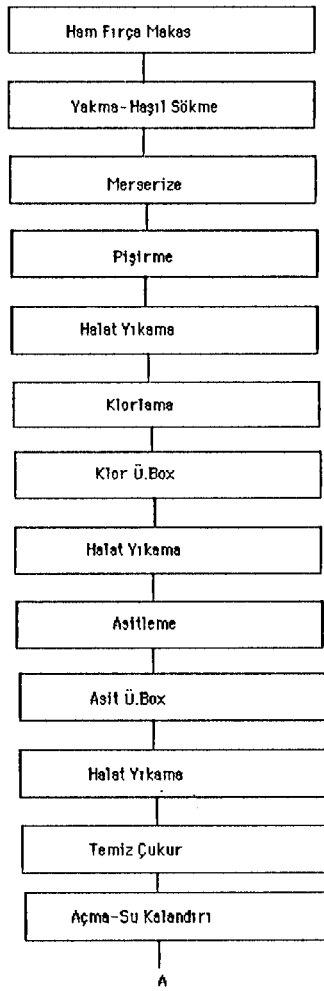 Ham Fırça Makas
Yakma-Haşıl Sökme
Merserize
Pişirme
Halat Yıkama
Klorlama
Klor Ü.Box
Halat Yıkama
Asitleme
Asit Ü.Box
Halat Yıkama
Temiz Çukur
Açma-Su Kalandırı
A